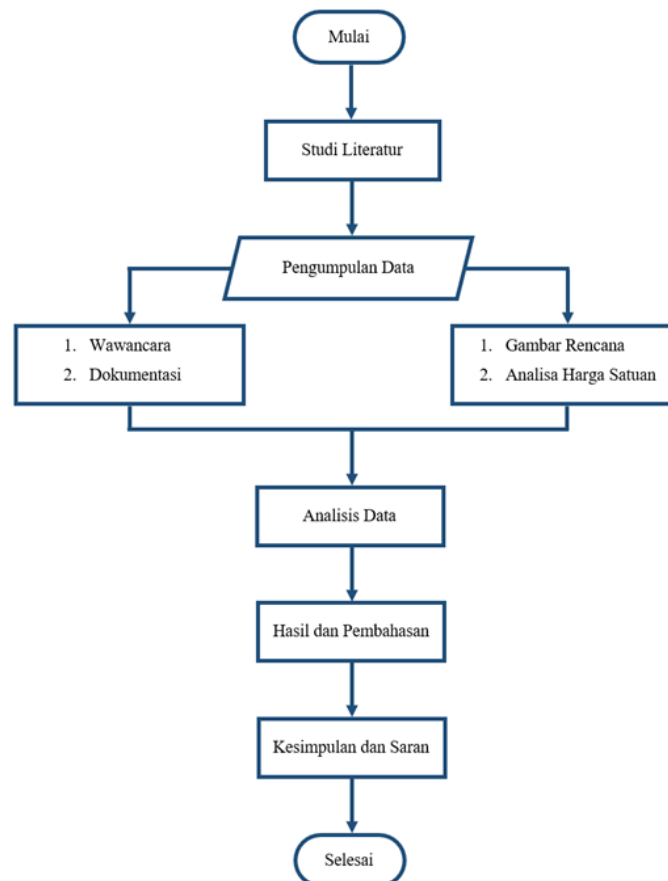 Mulai
Studi Literatur
Pengumpulan Data
1. Wawancara
2. Dokumentasi
1. Gambar Rencana
2. Analisa Harga Satuan
Analisis Data
Hasil dan Pembahasan
Kesimpulan dan Saran
Selesai